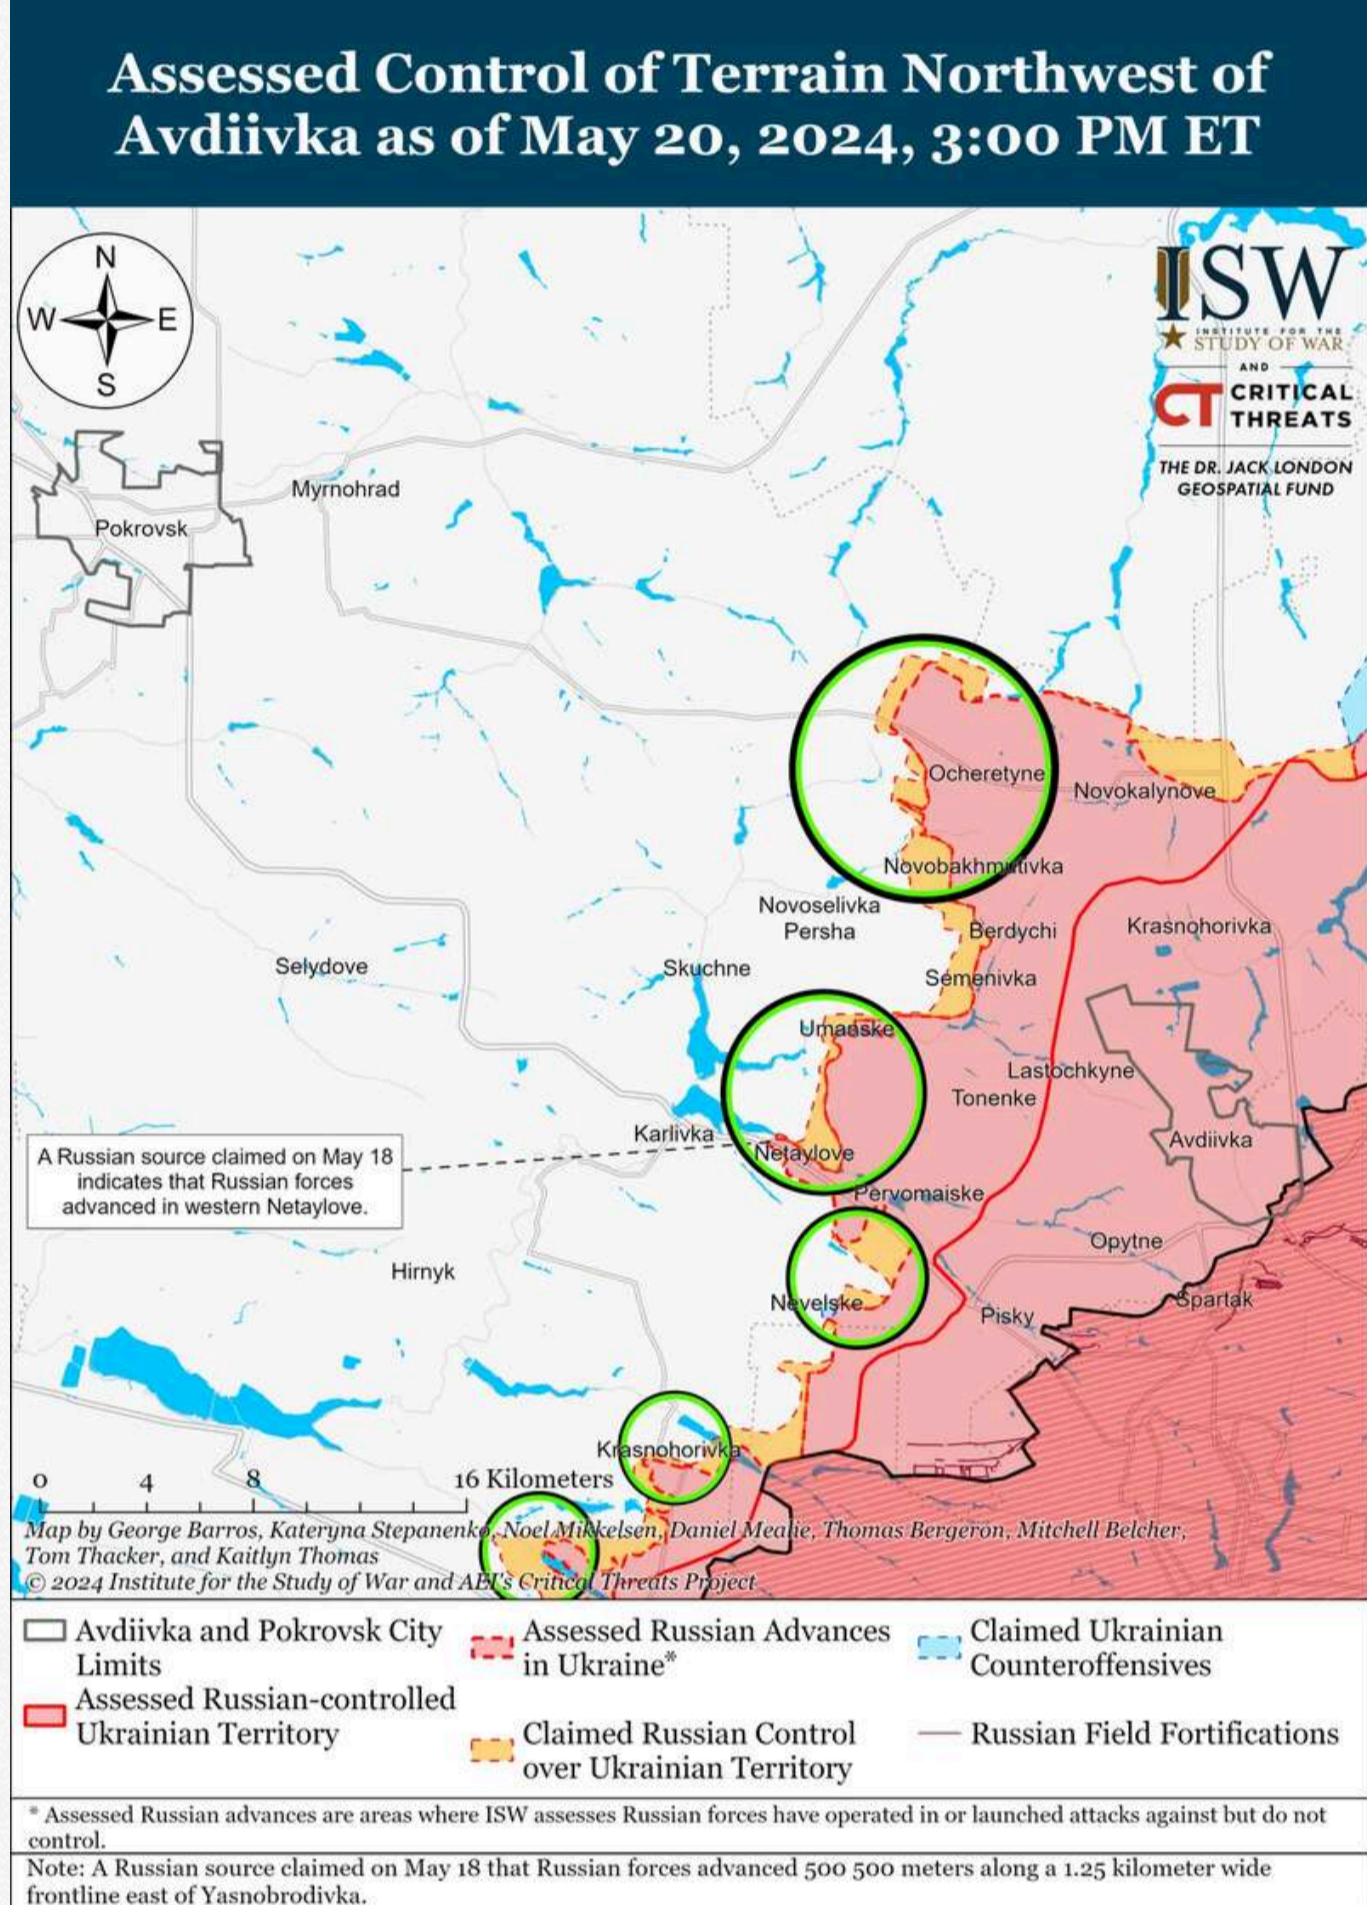 Assessed Control of Terrain Northwest of
Avdiivka as of May 20, 2024, 3:00 PM ET
N
W
E
S
ISW
INSTITUTE FOR THE
STUDY OF WAR
AND
CT CRITICAL
THREATS
THE DR. JACK LONDON
GEOSPATIAL FUND
Myrnohrad
Pokrovsk
Ocheretyne
Novokalynove
Novobakhmutivka
Novoselivka
Persha
Berdychi
Krasnohorivka
Selydove
Skuchne
Semenivka
Umanske
Lastochkyne
Tonenke
Karlivka
Avdiivka
Netaylove
A Russian source claimed on May 18
indicates that Russian forces
advanced in western Netaylove.
Pervomaiske
Opytne
Hirnyk
Nevelske
Pisky
Spartak
Krasnohorivka
0 4 8 16 Kilometers
Map by George Barros, Kateryna Stepanenko, Noel Mikkelsen, Daniel Mealie, Thomas Bergeron, Mitchell Belcher,
Tom Thacker, and Kaitlyn Thomas
© 2024 Institute for the Study of War and AEI's Critical Threats Project
Avdiivka and Pokrovsk City
Limits
Assessed Russian-controlled
Ukrainian Territory
Assessed Russian Advances
in Ukraine*
Claimed Russian Control
over Ukrainian Territory
Claimed Ukrainian
Counteroffensives
Russian Field Fortifications
* Assessed Russian advances are areas where ISW assesses Russian forces have operated in or launched attacks against but do not
control.
Note: A Russian source claimed on May 18 that Russian forces advanced 500 500 meters along a 1.25 kilometer wide
frontline east of Yasnobrodivka.